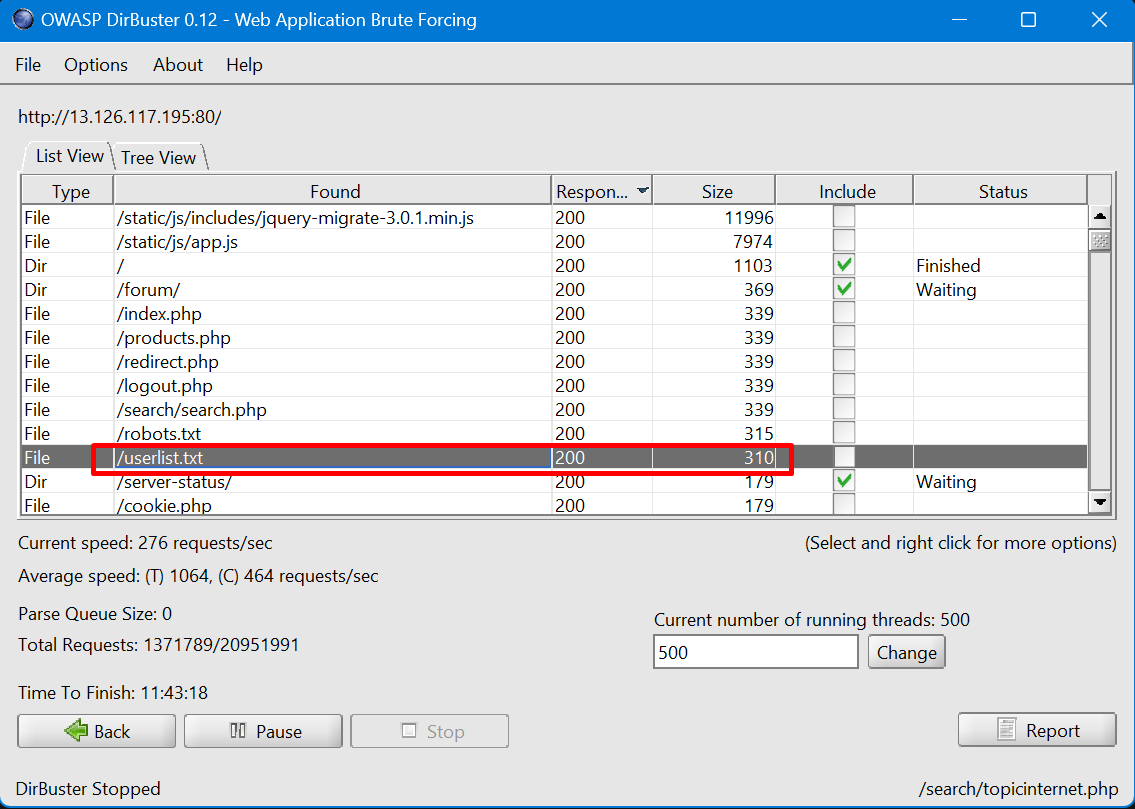 OWASP DirBuster 0.12 - Web Application Brute Forcing
File Options About Help
http://13.126.117.195:80/
List View Tree View
Type Found Respon... Size Include Status
File /static/js/includes/jquery-migrate-3.0.1.min.js 200 11996
File /static/js/app.js 200 7974
Dir / 200 1103 Finished
Dir /forum/ 200 369 Waiting
File /index.php 200 339
File /products.php 200 339
File /redirect.php 200 339
File /logout.php 200 339
File /search/search.php 200 339
File /robots.txt 200 315
File /userlist.txt 200 310
Dir /server-status/ 200 179 Waiting
File /cookie.php 200 179
Current speed: 276 requests/sec (Select and right click for more options)
Average speed: (T) 1064, (C) 464 requests/sec
Parse Queue Size: 0 Current number of running threads: 500
Total Requests: 1371789/20951991 500 Change
Time To Finish: 11:43:18
Back Pause Stop Report
DirBuster Stopped /search/topicinternet.php